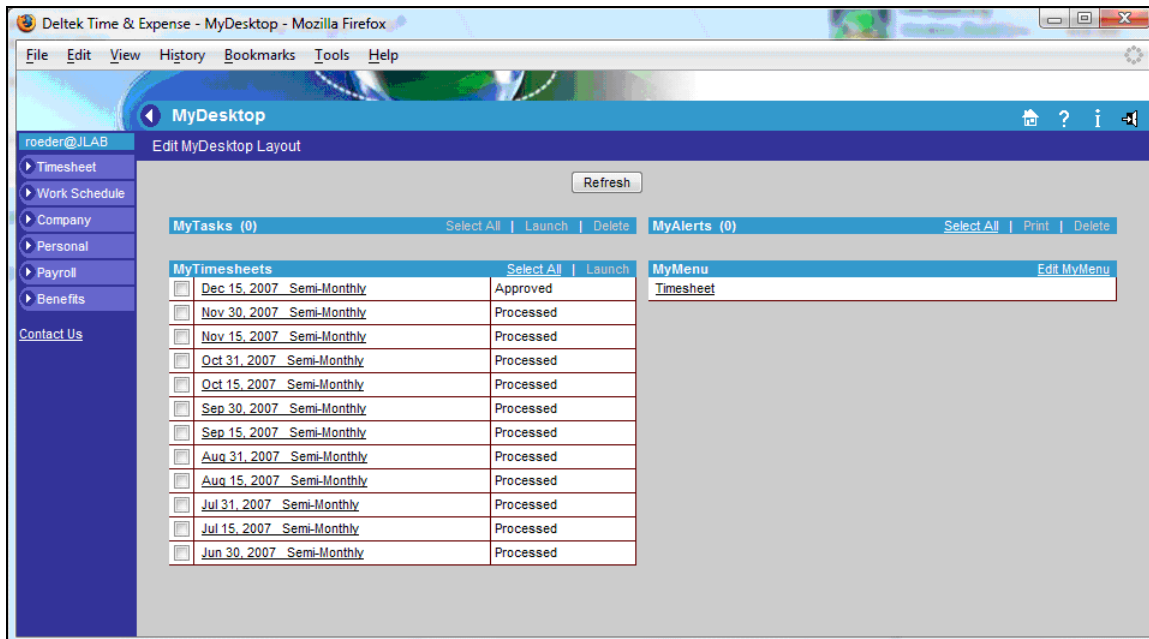 Deltek Time & Expense - MyDesktop - Mozilla Firefox
File Edit View History Bookmarks Tools Help
MyDesktop
? i
roeder@JLAB
Edit MyDesktop Layout
Timesheet
Work Schedule
Company
Personal
Payroll
Benefits
Contact Us
Refresh
MyTasks (0) Select All | Launch | Delete
MyAlerts (0) Select All | Print | Delete
MyTimesheets Select All | Launch
Dec 15, 2007 Semi-Monthly Approved
Nov 30, 2007 Semi-Monthly Processed
Nov 15, 2007 Semi-Monthly Processed
Oct 31, 2007 Semi-Monthly Processed
Oct 15, 2007 Semi-Monthly Processed
Sep 30, 2007 Semi-Monthly Processed
Sep 15, 2007 Semi-Monthly Processed
Aug 31, 2007 Semi-Monthly Processed
Aug 15, 2007 Semi-Monthly Processed
Jul 31, 2007 Semi-Monthly Processed
Jul 15, 2007 Semi-Monthly Processed
Jun 30, 2007 Semi-Monthly Processed
MyMenu Edit MyMenu
Timesheet